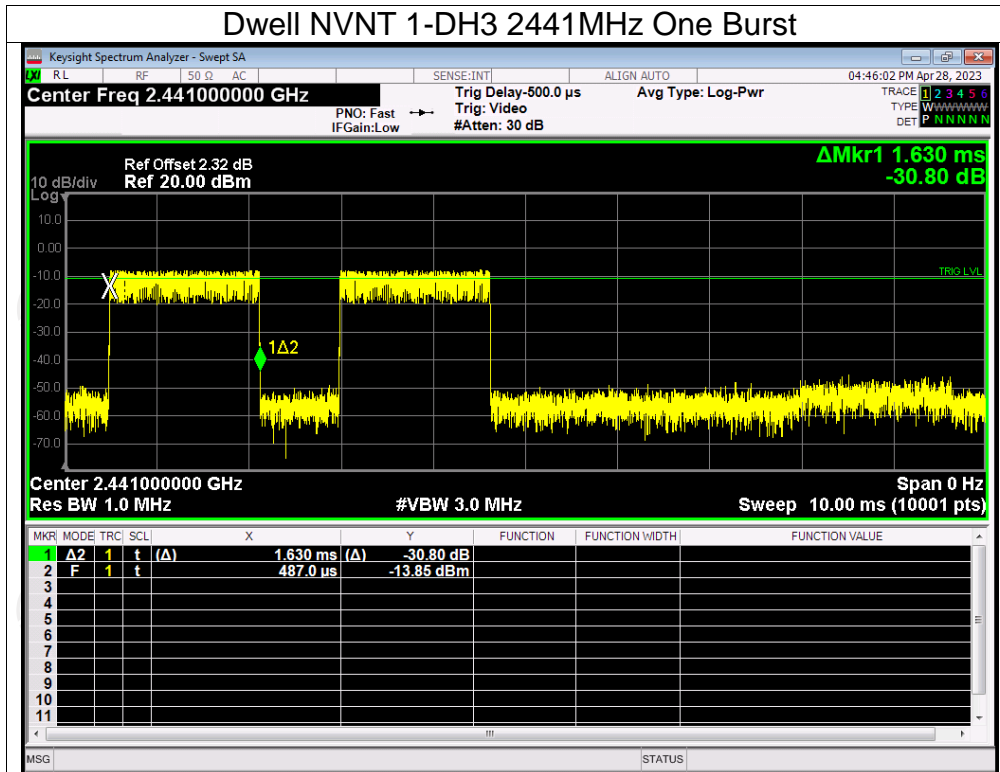 Dwell NVNT 1-DH3 2441MHz One Burst
Keysight Spectrum Analyzer - Swept SA
LXI RL RF 50 Ω AC SENSE:INT ALIGN AUTO 04:46:02 PM Apr 28, 2023
Center Freq 2.441000000 GHz
PNO: Fast
IFGain:Low
Trig Delay-500.0 µs
Trig: Video
#Atten: 30 dB
Avg Type: Log-Pwr
TRACE 1 2 3 4 5 6
TYPE WWWWWW
DET P N N N N N
ΔMkr1 1.630 ms
-30.80 dB
Ref Offset 2.32 dB
10 dB/div Ref 20.00 dBm
Log
10.0
0.00
-10.0
TRIG LVL
-20.0
-30.0
1Δ2
-40.0
-50.0
-60.0
-70.0
Center 2.441000000 GHz Span 0 Hz
Res BW 1.0 MHz #VBW 3.0 MHz Sweep 10.00 ms (10001 pts)
MKR MODE TRC SCL X Y FUNCTION FUNCTION WIDTH FUNCTION VALUE
1 Δ2 1 t (Δ) 1.630 ms (Δ) -30.80 dB
2 F 1 t 487.0 µs -13.85 dBm
3
4
5
6
7
8
9
10
11
MSG STATUS